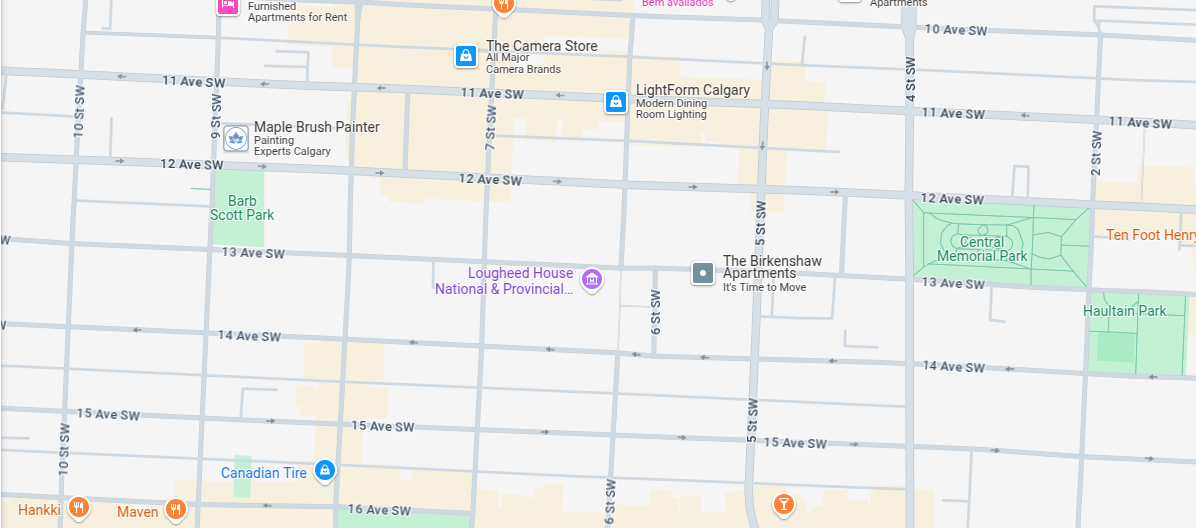 Furnished
Apartments for Rent
Bem avaliados
Apartments
10 Ave SW
The Camera Store
All Major
Camera Brands
11 Ave SW
11 Ave SW
LightForm Calgary
Modern Dining
Room Lighting
11 Ave SW
11 Ave SW
10 St SW
9 St SW
7 St SW
4 St SW
2 St SW
Maple Brush Painter
Painting
Experts Calgary
12 Ave SW
12 Ave SW
12 Ave SW
Barb
Scott Park
5 St SW
Central
Memorial Park
Ten Foot Henry
W
13 Ave SW
Lougheed House
National & Provincial...
The Birkenshaw
Apartments
It's Time to Move
13 Ave SW
6 St SW
Haultain Park
W
14 Ave SW
14 Ave SW
15 Ave SW
15 Ave SW
5 St SW
15 Ave SW
10 St SW
Canadian Tire
6 St SW
Hankki
Maven
16 Ave SW